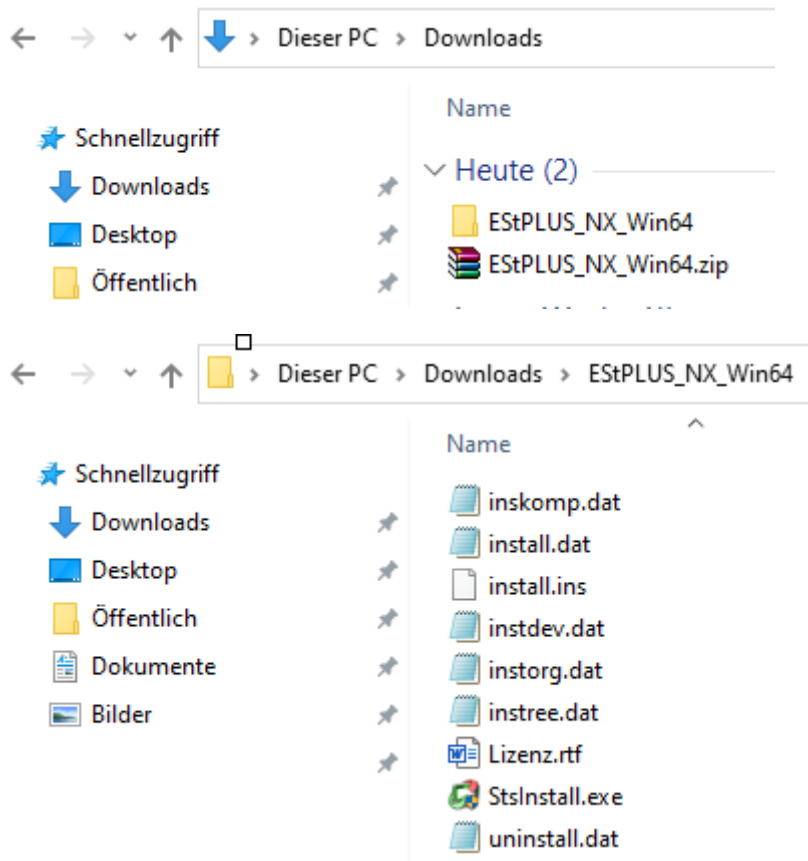 Dieser PC > Downloads
Name
Schnellzugriff
Heute (2)
Downloads
EStPLUS_NX_Win64
Desktop
EStPLUS_NX_Win64.zip
Öffentlich
Dieser PC > Downloads > EStPLUS_NX_Win64
Name
Schnellzugriff
inskomp.dat
Downloads
install.dat
Desktop
install.ins
Öffentlich
instdev.dat
Dokumente
instorg.dat
Bilder
instree.dat
Lizenz.rtf
StsInstall.exe
uninstall.dat